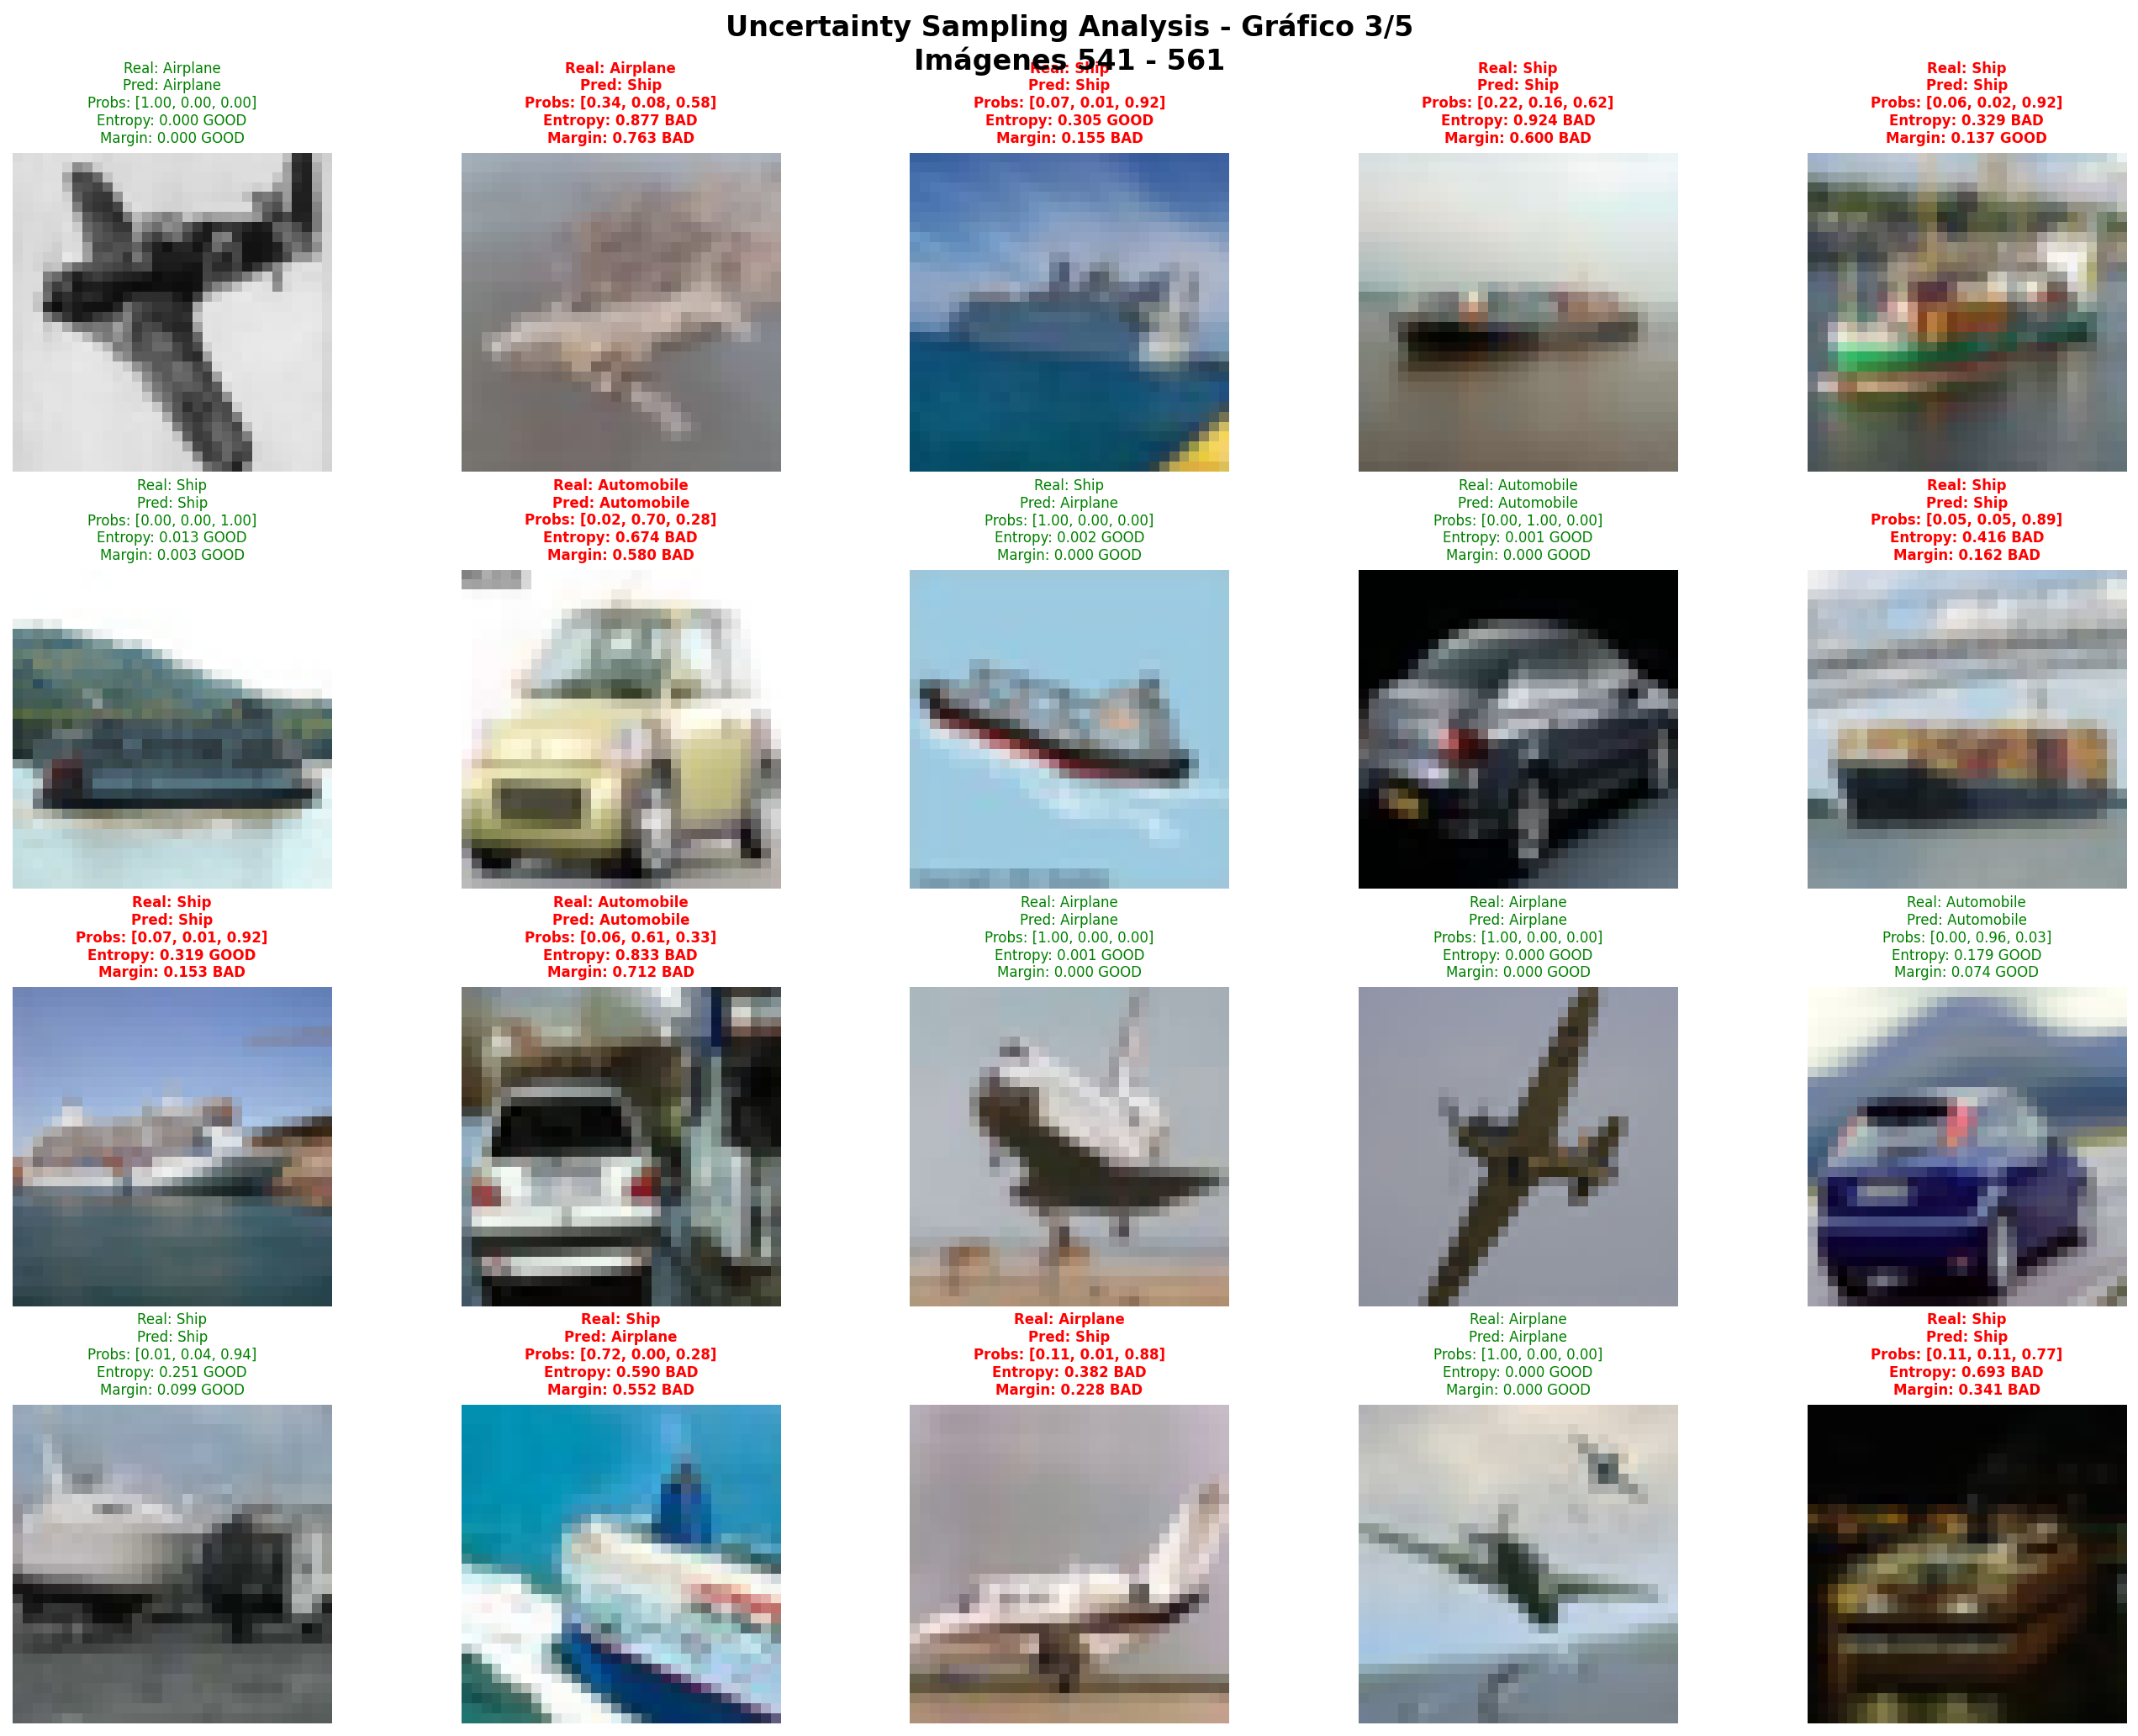 Uncertainty Sampling Analysis - Gráfico 3/5
Imágenes 541 - 561
Real: Airplane
Pred: Airplane
Probs: [1.00, 0.00, 0.00]
Entropy: 0.000 GOOD
Margin: 0.000 GOOD
Real: Airplane
Pred: Ship
Probs: [0.34, 0.08, 0.58]
Entropy: 0.877 BAD
Margin: 0.763 BAD
Real: Ship
Pred: Ship
Probs: [0.07, 0.01, 0.92]
Entropy: 0.305 GOOD
Margin: 0.155 BAD
Real: Ship
Pred: Ship
Probs: [0.22, 0.16, 0.62]
Entropy: 0.924 BAD
Margin: 0.600 BAD
Real: Ship
Pred: Ship
Probs: [0.06, 0.02, 0.92]
Entropy: 0.329 BAD
Margin: 0.137 GOOD
Real: Ship
Pred: Ship
Probs: [0.00, 0.00, 1.00]
Entropy: 0.013 GOOD
Margin: 0.003 GOOD
Real: Automobile
Pred: Automobile
Probs: [0.02, 0.70, 0.28]
Entropy: 0.674 BAD
Margin: 0.580 BAD
Real: Ship
Pred: Airplane
Probs: [1.00, 0.00, 0.00]
Entropy: 0.002 GOOD
Margin: 0.000 GOOD
Real: Automobile
Pred: Automobile
Probs: [0.00, 1.00, 0.00]
Entropy: 0.001 GOOD
Margin: 0.000 GOOD
Real: Ship
Pred: Ship
Probs: [0.05, 0.05, 0.89]
Entropy: 0.416 BAD
Margin: 0.162 BAD
Real: Ship
Pred: Ship
Probs: [0.07, 0.01, 0.92]
Entropy: 0.319 GOOD
Margin: 0.153 BAD
Real: Automobile
Pred: Automobile
Probs: [0.06, 0.61, 0.33]
Entropy: 0.833 BAD
Margin: 0.712 BAD
Real: Airplane
Pred: Airplane
Probs: [1.00, 0.00, 0.00]
Entropy: 0.001 GOOD
Margin: 0.000 GOOD
Real: Airplane
Pred: Airplane
Probs: [1.00, 0.00, 0.00]
Entropy: 0.000 GOOD
Margin: 0.000 GOOD
Real: Automobile
Pred: Automobile
Probs: [0.00, 0.96, 0.03]
Entropy: 0.179 GOOD
Margin: 0.074 GOOD
Real: Ship
Pred: Ship
Probs: [0.01, 0.04, 0.94]
Entropy: 0.251 GOOD
Margin: 0.099 GOOD
Real: Ship
Pred: Airplane
Probs: [0.72, 0.00, 0.28]
Entropy: 0.590 BAD
Margin: 0.552 BAD
Real: Airplane
Pred: Ship
Probs: [0.11, 0.01, 0.88]
Entropy: 0.382 BAD
Margin: 0.228 BAD
Real: Airplane
Pred: Airplane
Probs: [1.00, 0.00, 0.00]
Entropy: 0.000 GOOD
Margin: 0.000 GOOD
Real: Ship
Pred: Ship
Probs: [0.11, 0.11, 0.77]
Entropy: 0.693 BAD
Margin: 0.341 BAD